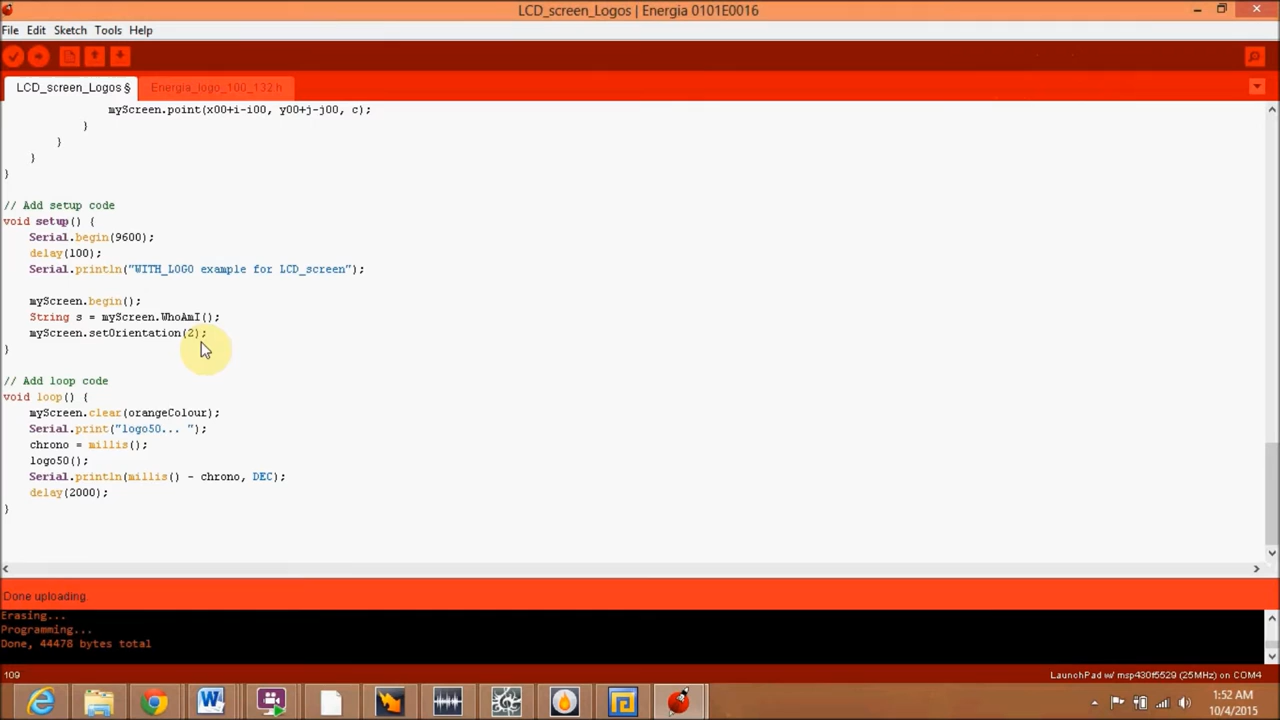 LCD_screen_Logos | Energia 0101E0016
File Edit Sketch Tools Help
LCD_screen_Logos § Energia_logo_100_132.h
myScreen.point(x00+i-i00, y00+j-j00, c);
}
}
}
}
// Add setup code
void setup() {
Serial.begin(9600);
delay(100);
Serial.println("WITH_LOGO example for LCD_screen");
myScreen.begin();
String s = myScreen.WhoAmI();
myScreen.setOrientation(2);
}
// Add loop code
void loop() {
myScreen.clear(orangeColour);
Serial.print("logo50... ");
chrono = millis();
logo50();
Serial.println(millis() - chrono, DEC);
delay(2000);
}
Done uploading.
Erasing...
Programming...
Done, 44478 bytes total
109 LaunchPad w/ msp430f5529 (25MHz) on COM4
1:52 AM
10/4/2015